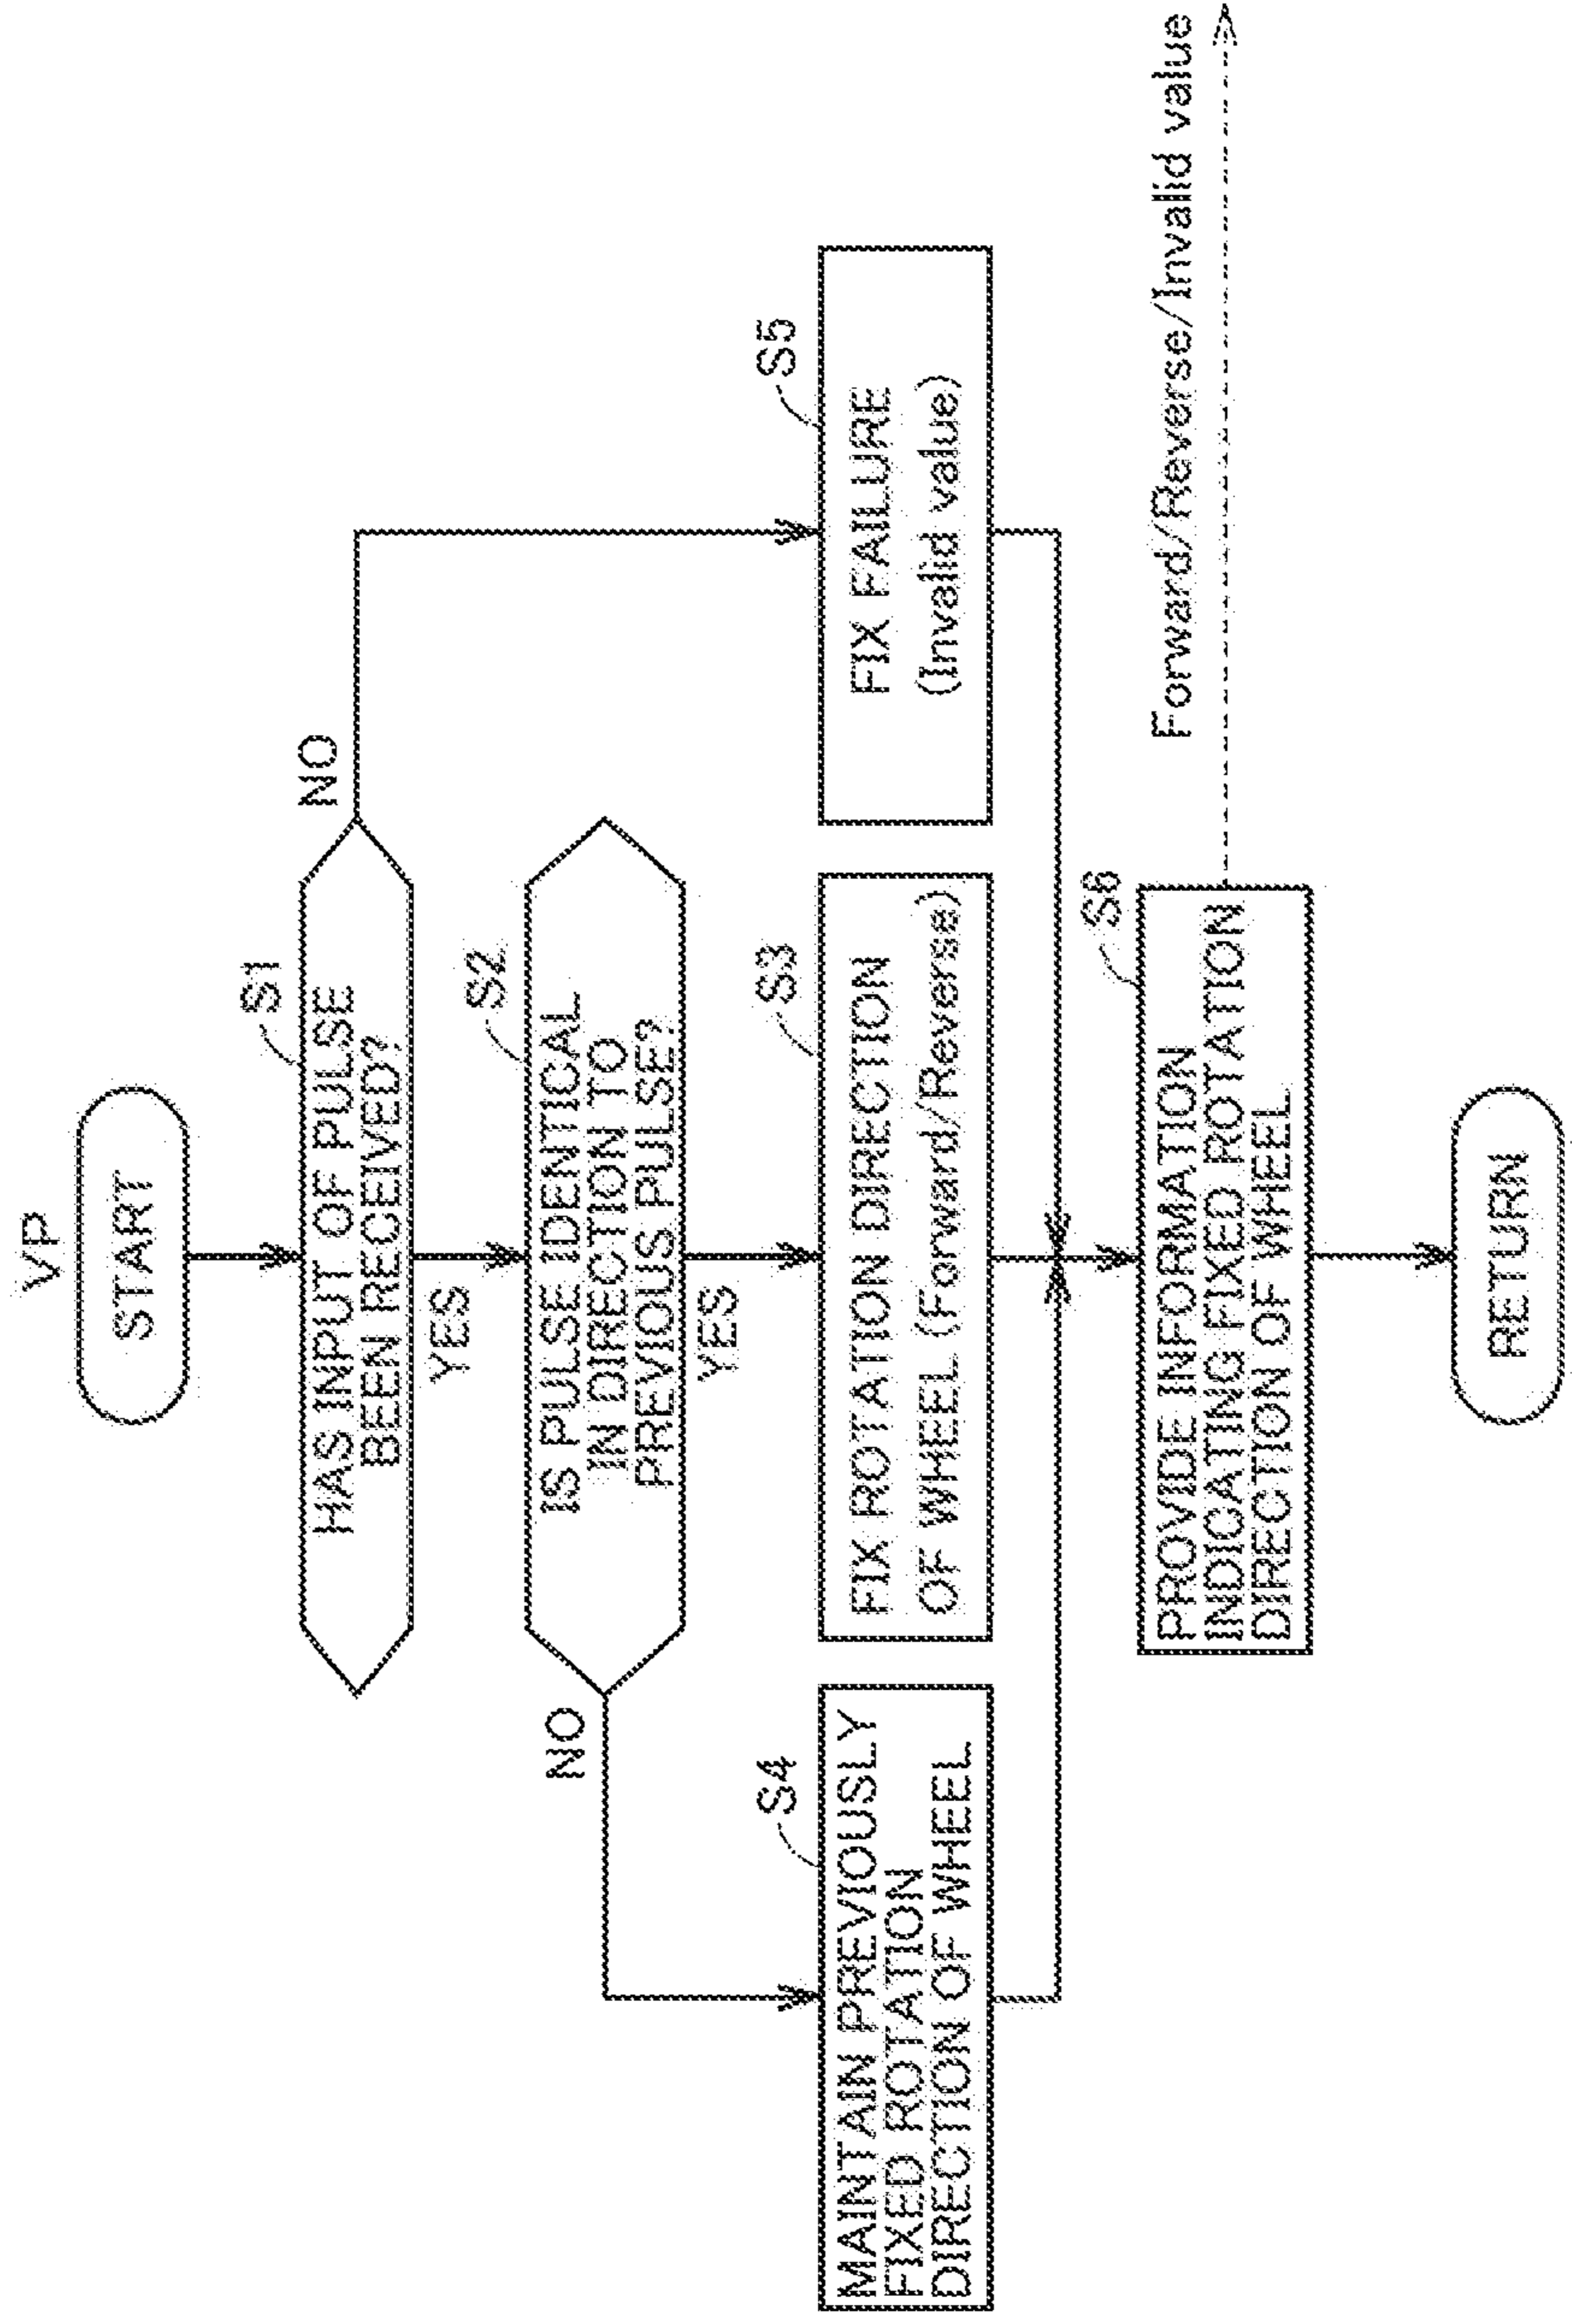 VP
START
S1
HAS INPUT OF PULSE
BEEN RECEIVED?
NO
YES
S2
IS PULSE IDENTICAL
IN DIRECTION TO
PREVIOUS PULSE?
NO
YES
S4
MAINTAIN PREVIOUSLY
FIXED ROTATION
DIRECTION OF WHEEL
S3
FIX ROTATION DIRECTION
OF WHEEL (Forward/Reverse)
S5
FIX FAILURE
(Invalid value)
S6
PROVIDE INFORMATION
INDICATING FIXED ROTATION
DIRECTION OF WHEEL
Forward/Reverse/Invalid value
RETURN